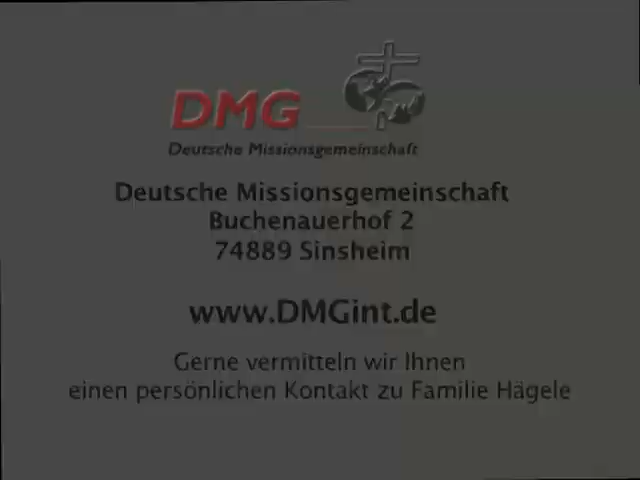 DMG
Deutsche Missionsgemeinschaft
Deutsche Missionsgemeinschaft
Buchenauerhof 2
74889 Sinsheim
www.DMGint.de
Gerne vermitteln wir Ihnen
einen persönlichen Kontakt zu Familie Hägele